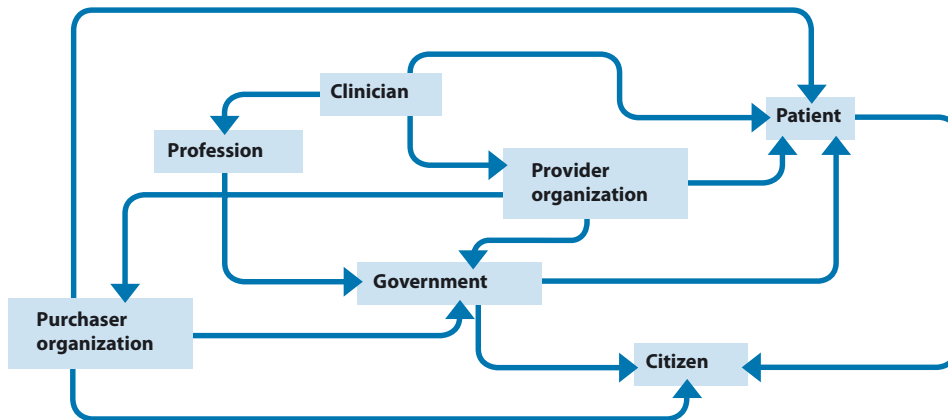 Clinician
Patient
Profession
Provider
organization
Government
Purchaser
organization
Citizen